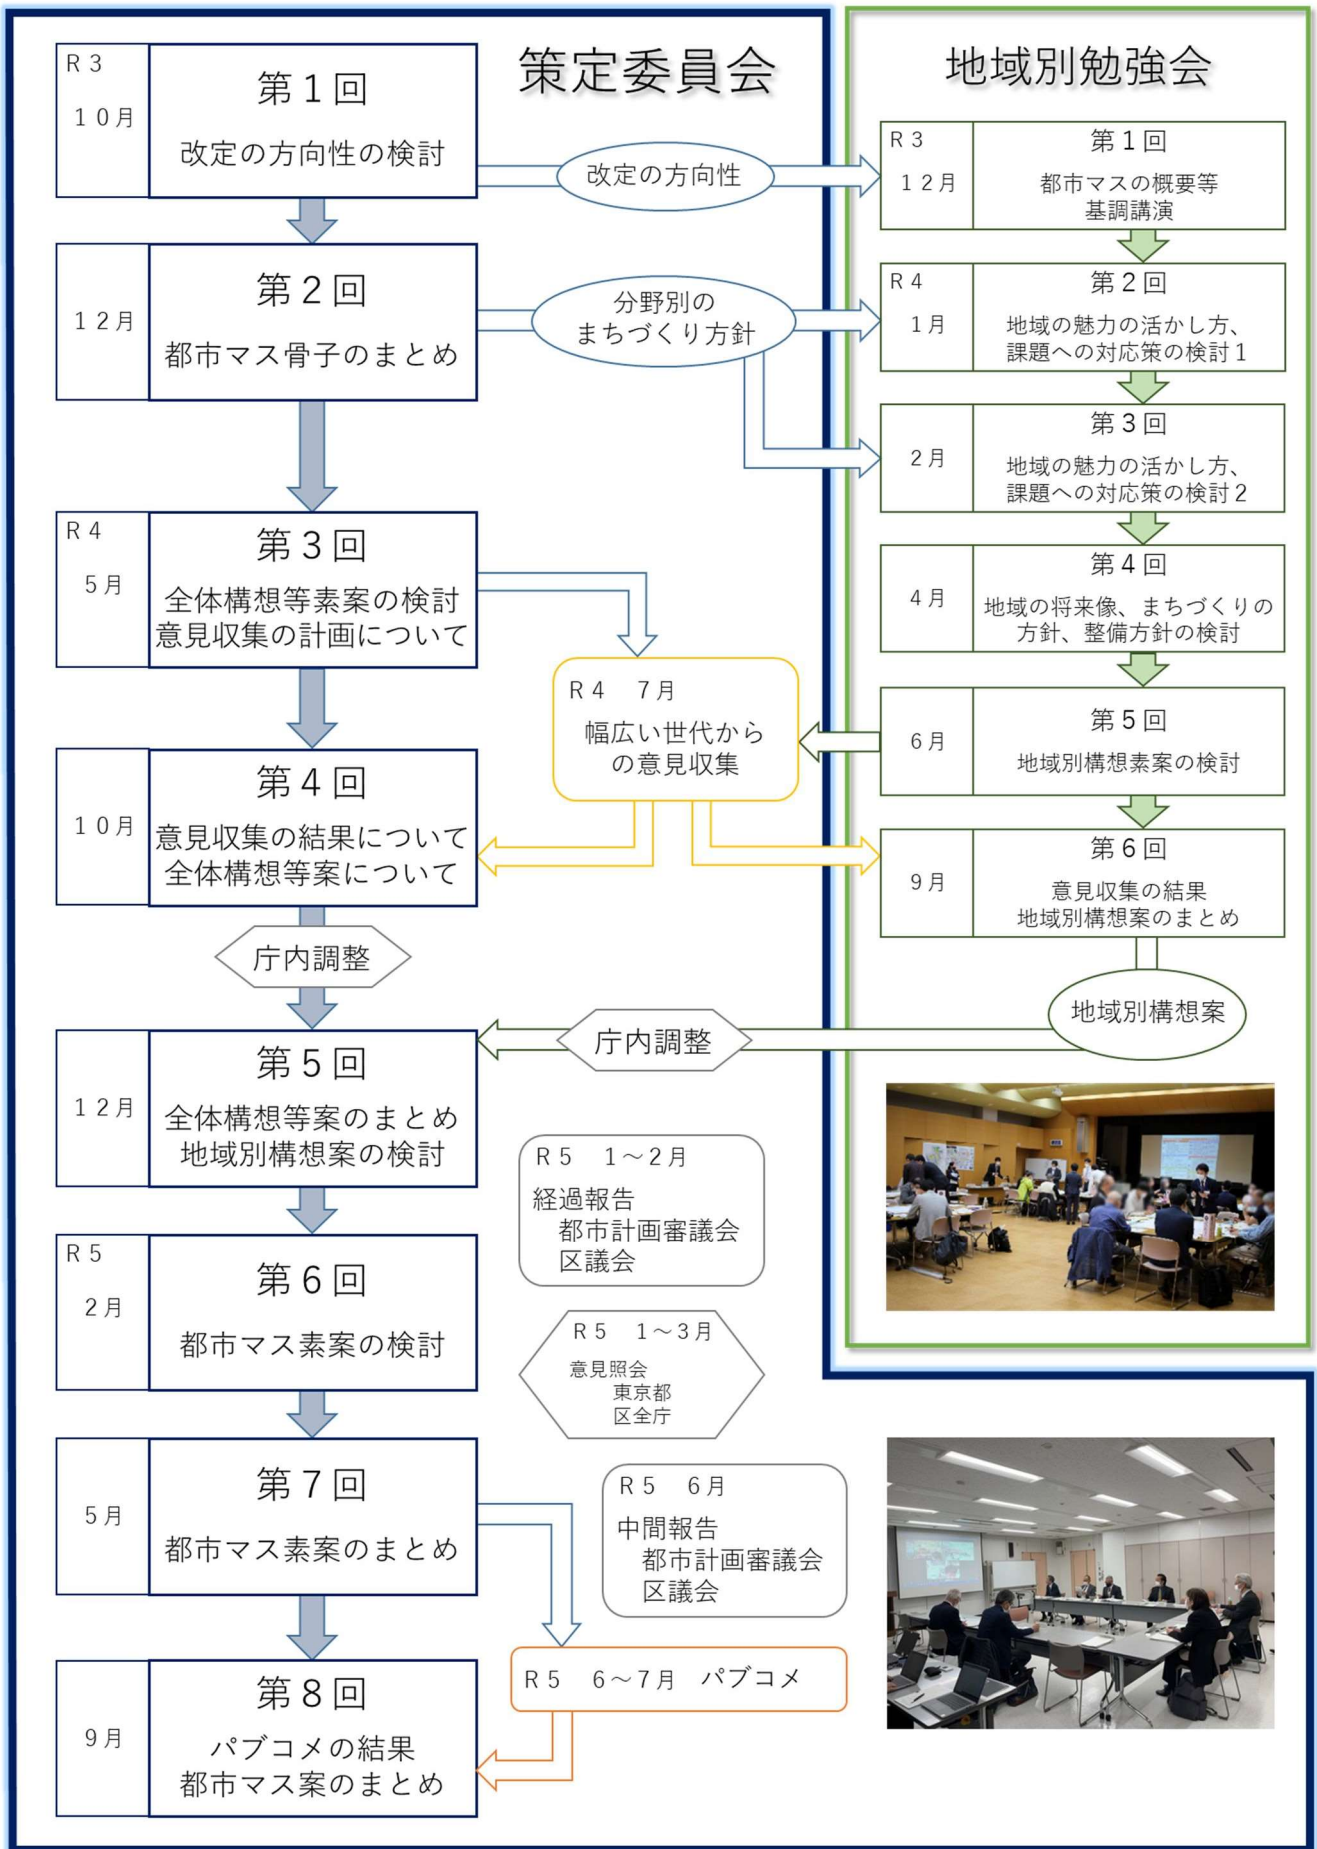 策定委員会
R3
10月
第1回
改定の方向性の検討
改定の方向性
12月
第2回
都市マス骨子のまとめ
分野別の
まちづくり方針
R4
5月
第3回
全体構想等素案の検討
意見収集の計画について
R4 7月
幅広い世代から
の意見収集
10月
第4回
意見収集の結果について
全体構想等案について
庁内調整
庁内調整
12月
第5回
全体構想等案のまとめ
地域別構想案の検討
R5 1～2月
経過報告
都市計画審議会
区議会
R5
2月
第6回
都市マス素案の検討
R5 1～3月
意見照会
東京都
区全庁
5月
第7回
都市マス素案のまとめ
R5 6月
中間報告
都市計画審議会
区議会
R5 6～7月 パブコメ
9月
第8回
パブコメの結果
都市マス案のまとめ
地域別勉強会
R3
12月
第1回
都市マスの概要等
基調講演
R4
1月
第2回
地域の魅力の活かし方、
課題への対応策の検討1
2月
第3回
地域の魅力の活かし方、
課題への対応策の検討2
4月
第4回
地域の将来像、まちづくりの
方針、整備方針の検討
6月
第5回
地域別構想素案の検討
9月
第6回
意見収集の結果
地域別構想案のまとめ
地域別構想案